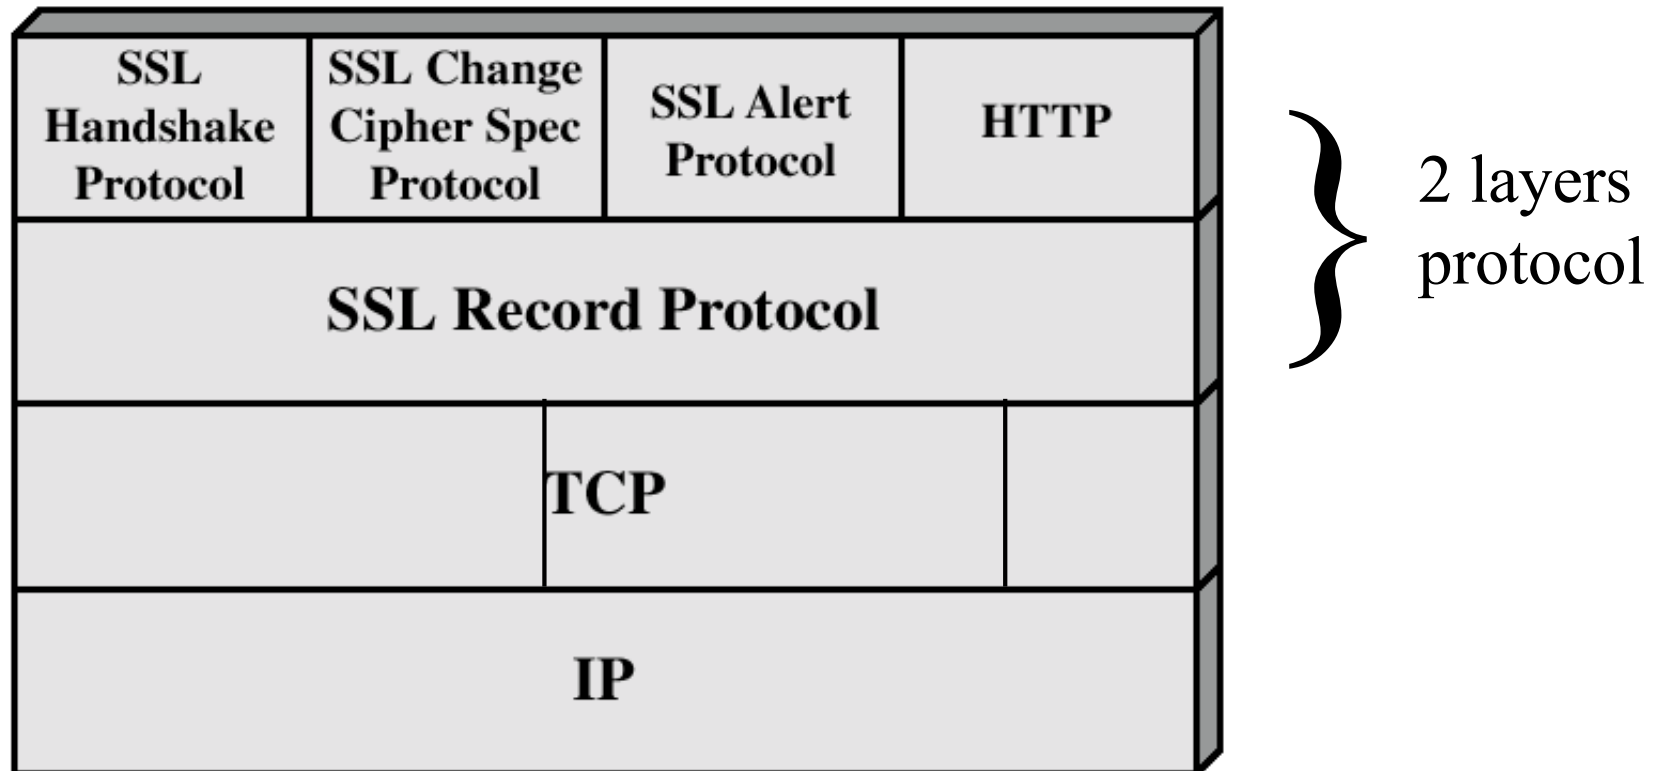 SSL
Handshake
Protocol
SSL Change
Cipher Spec
Protocol
SSL Alert
Protocol
HTTP
2 layers
protocol
SSL Record Protocol
TCP
IP